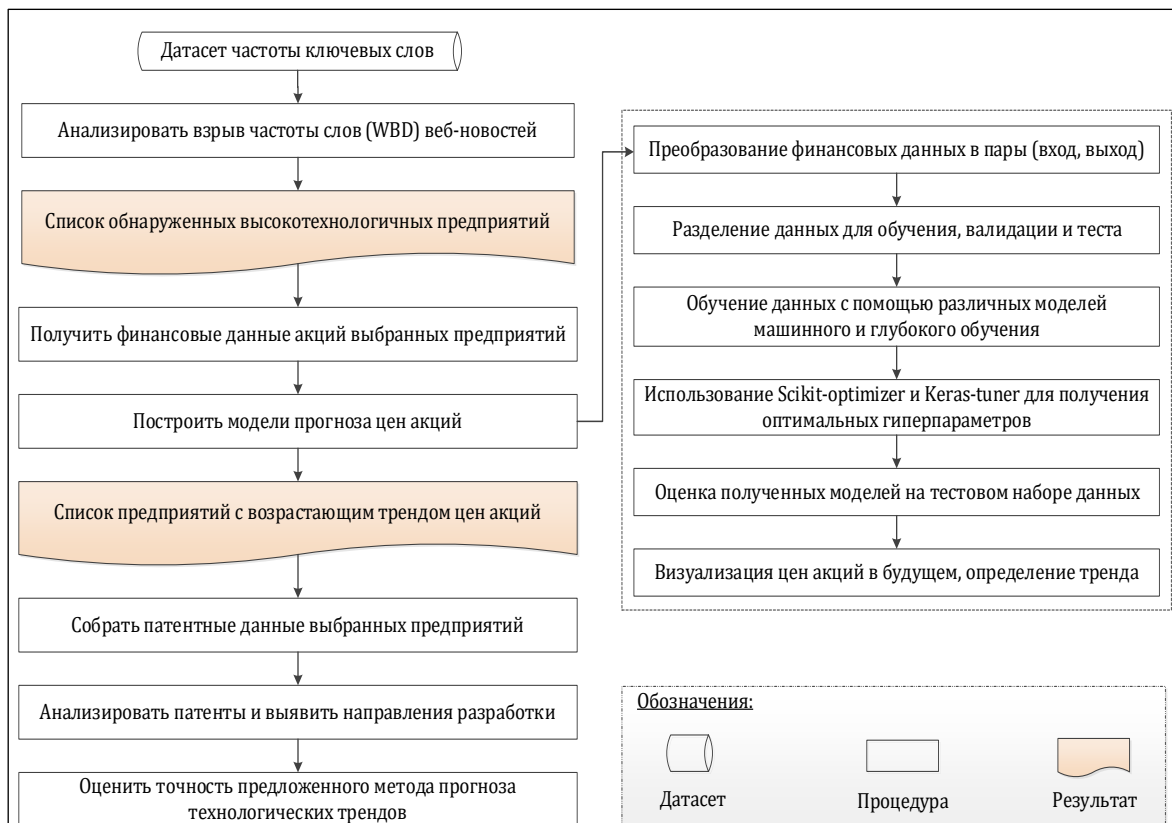 Датасет частоты ключевых слов
Анализировать взрыв частоты слов (WBD) веб-новостей
Список обнаруженных высокотехнологичных предприятий
Получить финансовые данные акций выбранных предприятий
Построить модели прогноза цен акций
Список предприятий с возрастающим трендом цен акций
Собрать патентные данные выбранных предприятий
Анализировать патенты и выявить направления разработки
Оценить точность предложенного метода прогноза
технологических трендов
Преобразование финансовых данных в пары (вход, выход)
Разделение данных для обучения, валидации и теста
Обучение данных с помощью различных моделей
машинного и глубокого обучения
Использование Scikit-optimizer и Keras-tuner для получения
оптимальных гиперпараметров
Оценка полученных моделей на тестовом наборе данных
Визуализация цен акций в будущем, определение тренда
Обозначения:
Датасет
Процедура
Результат